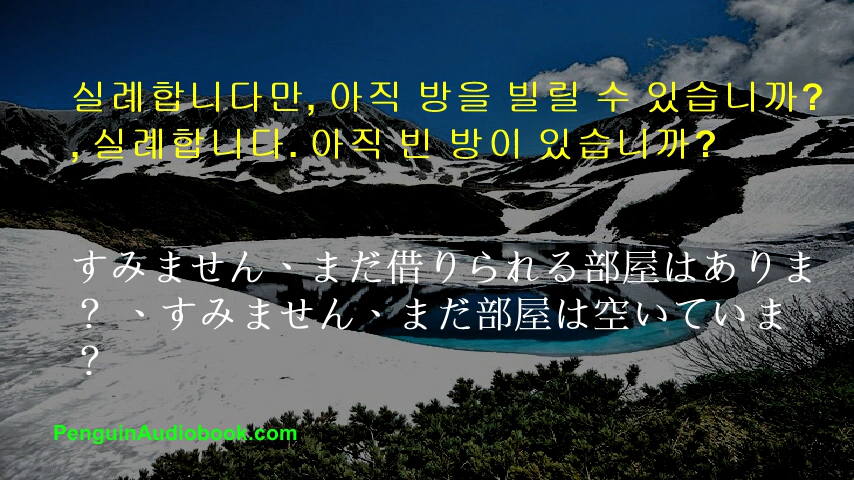 실례합니다만, 아직 방을 빌릴 수 있습니까?
, 실례합니다. 아직 빈 방이 있습니까?
すみません、まだ借りられる部屋はありま
？、すみません、まだ部屋は空いていま
？
PenguinAudiobook.com